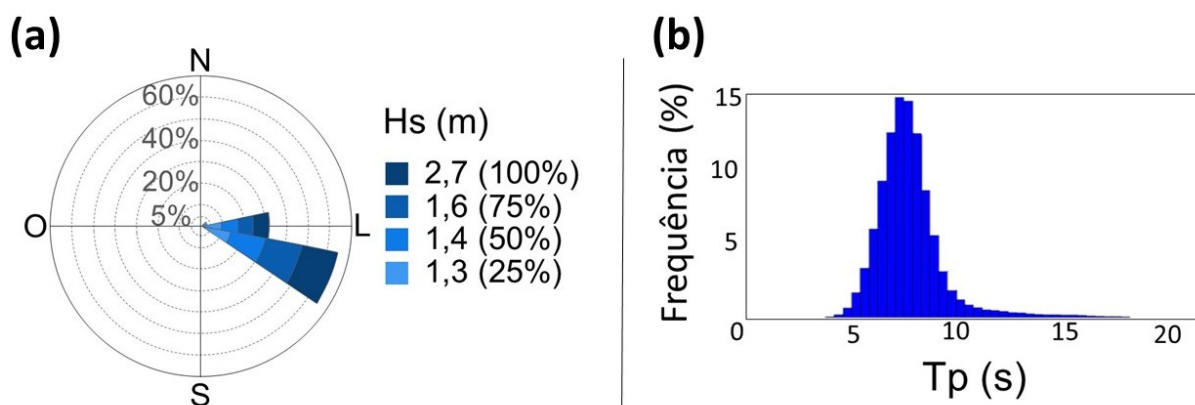 (a)
N
60%
40%
20%
5%
O
L
S
Hs (m)
2,7 (100%)
1,6 (75%)
1,4 (50%)
1,3 (25%)
(b)
Frequência (%)
15
10
5
0
5
10
15
20
Tp (s)